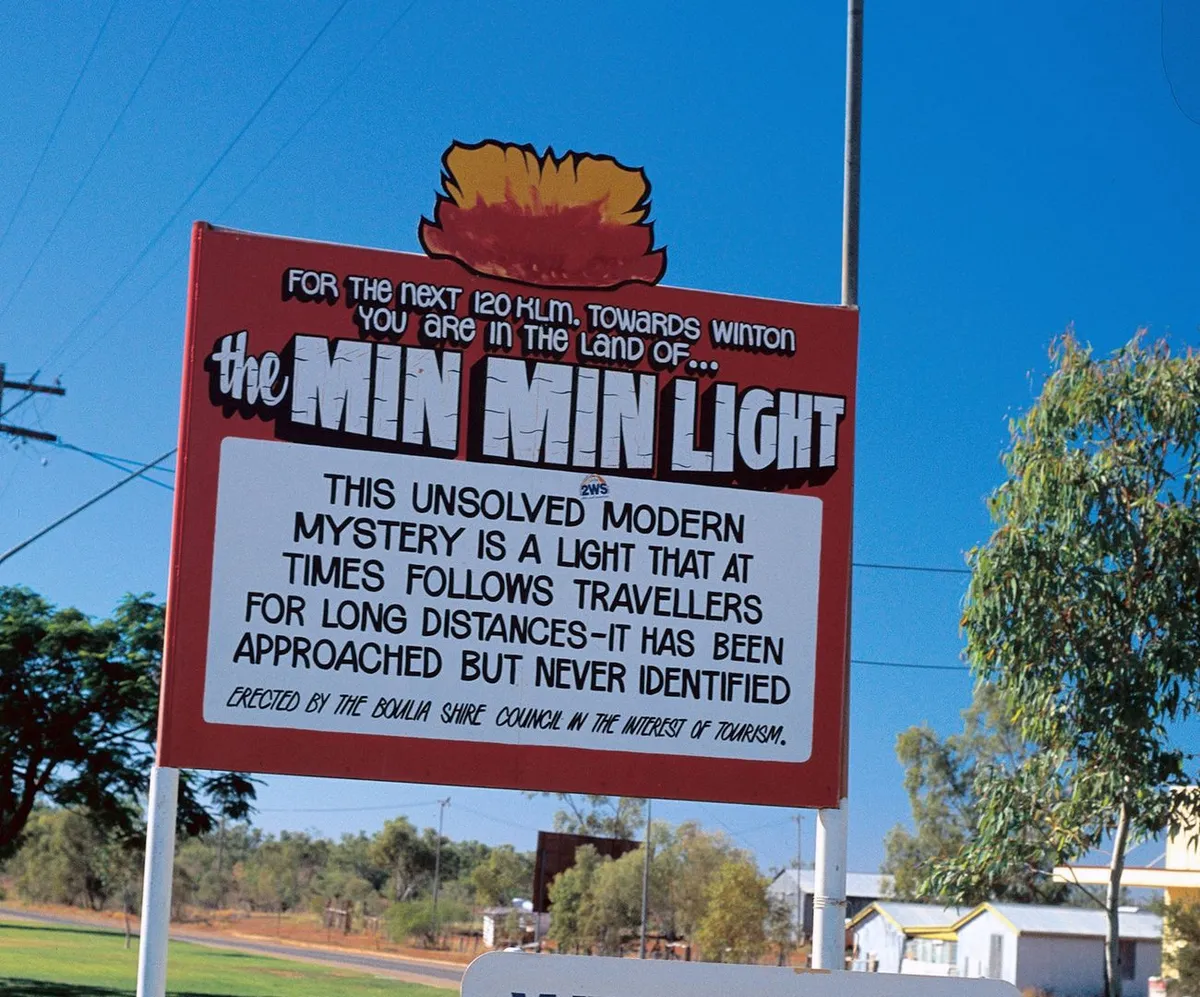 FOR THE NEXT 120 KLM. TOWARDS WINTON
YOU ARE IN THE LAND OF...
the MIN MIN LIGHT
2WS
THIS UNSOLVED MODERN
MYSTERY IS A LIGHT THAT AT
TIMES FOLLOWS TRAVELLERS
FOR LONG DISTANCES-IT HAS BEEN
APPROACHED BUT NEVER IDENTIFIED
ERECTED BY THE BOULIA SHIRE COUNCIL IN THE INTEREST OF TOURISM.